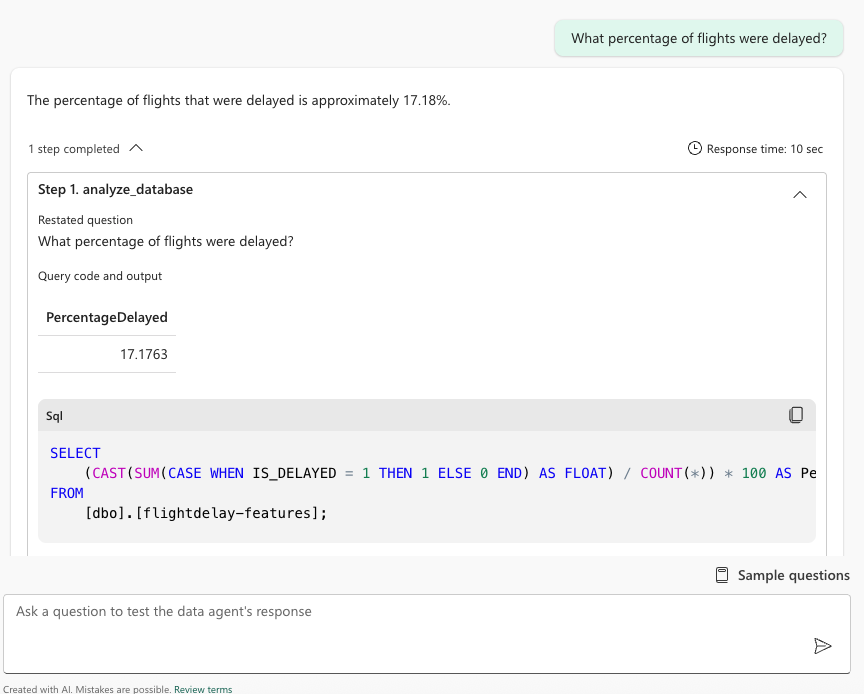 What percentage of flights were delayed?
The percentage of flights that were delayed is approximately 17.18%.
1 step completed
Response time: 10 sec
Step 1. analyze_database
Restated question
What percentage of flights were delayed?
Query code and output
PercentageDelayed
17.1763
Sql
SELECT
(CAST(SUM(CASE WHEN IS_DELAYED = 1 THEN 1 ELSE 0 END) AS FLOAT) / COUNT(*)) * 100 AS Pe
FROM
[dbo].[flightdelay-features];
Sample questions
Ask a question to test the data agent's response
Created with AI. Mistakes are possible. Review terms